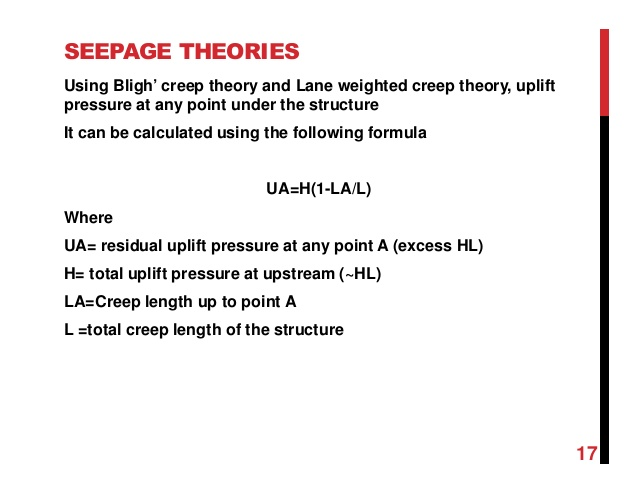 SEEPAGE THEORIES
Using Bligh' creep theory and Lane weighted creep theory, uplift
pressure at any point under the structure
It can be calculated using the following formula
UA=H(1-LA/L)
Where
UA= residual uplift pressure at any point A (excess HL)
H= total uplift pressure at upstream (~HL)
LA=Creep length up to point A
L =total creep length of the structure
17